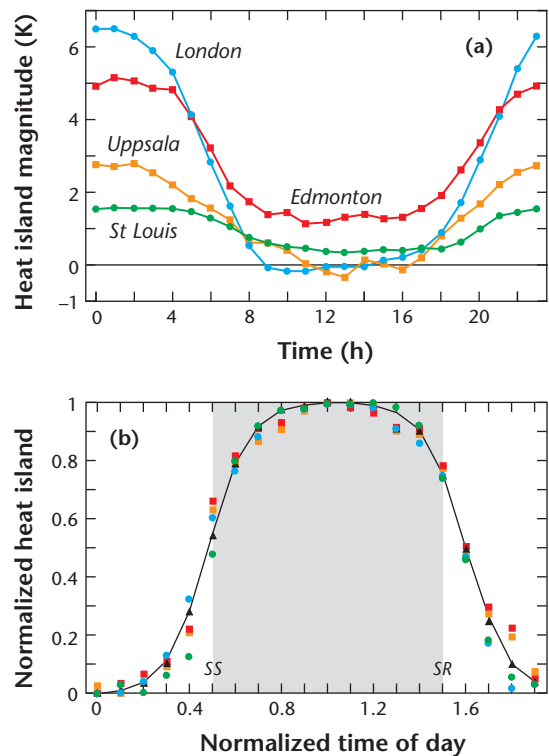 Heat island magnitude (K)
6
4
2
0
–1
(a)
London
Uppsala
Edmonton
St Louis
0
4
8
12
16
20
Time (h)
Normalized heat island
1
0.8
0.6
0.4
0.2
0
(b)
SS
SR
0
0.4
0.8
1.2
1.6
Normalized time of day